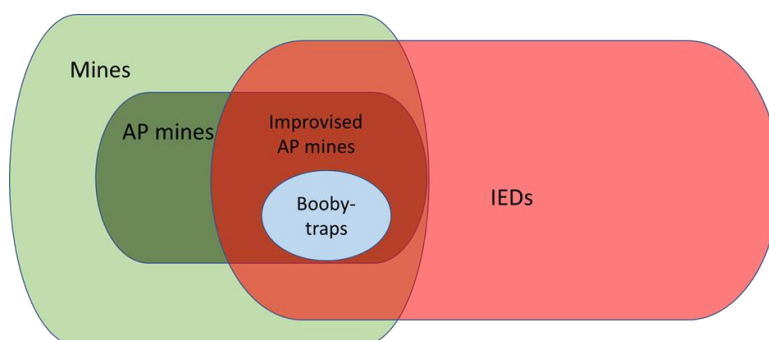 Mines
AP mines
Improvised
AP mines
Booby-
traps
IEDs